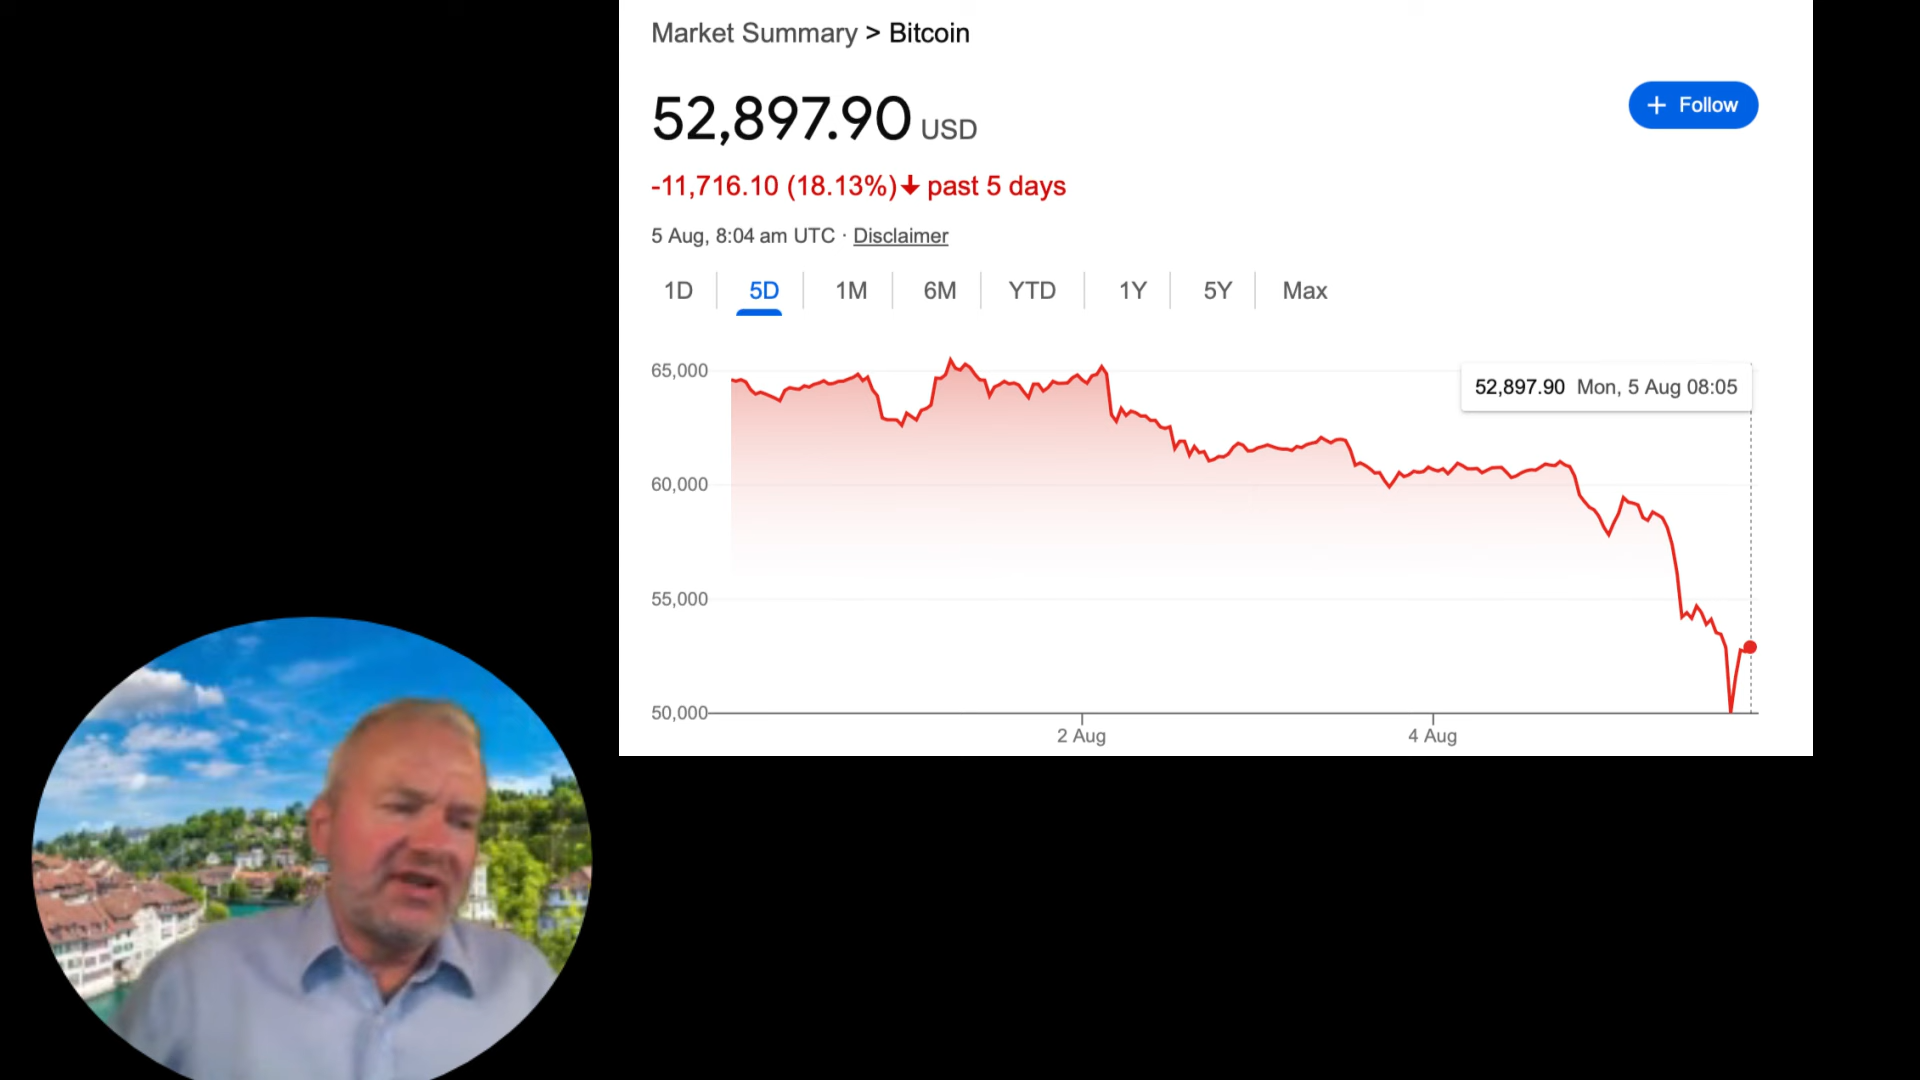 Market Summary > Bitcoin
52,897.90 USD
+ Follow
-11,716.10 (18.13%) ↓ past 5 days
5 Aug, 8:04 am UTC · Disclaimer
1D 5D 1M 6M YTD 1Y 5Y Max
65,000
52,897.90 Mon, 5 Aug 08:05
60,000
55,000
50,000
2 Aug 4 Aug